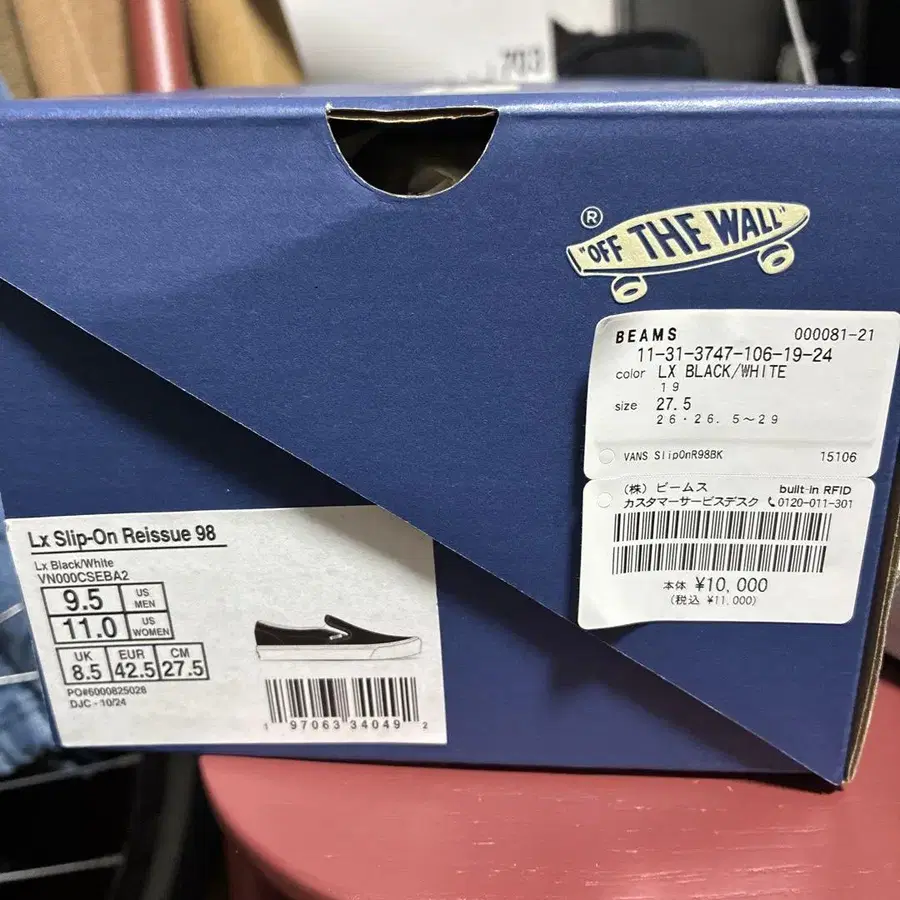 703
®
"OFF THE WALL"
BEAMS 000081-21
11-31-3747-106-19-24
color LX BLACK/WHITE
19
size 27.5
26・26.5～29
VANS SlipOnR98BK 15106
(株) ビームス built-in RFID
カスタマーサービスデスク 0120-011-301
本体 ¥10,000
(税込 ¥11,000)
Lx Slip-On Reissue 98
Lx Black/White
VN000CSEBA2
9.5 US MEN
11.0 US WOMEN
UK EUR CM
8.5 42.5 27.5
PO#6000825028
DJC - 10/24
1 97063 34049 2